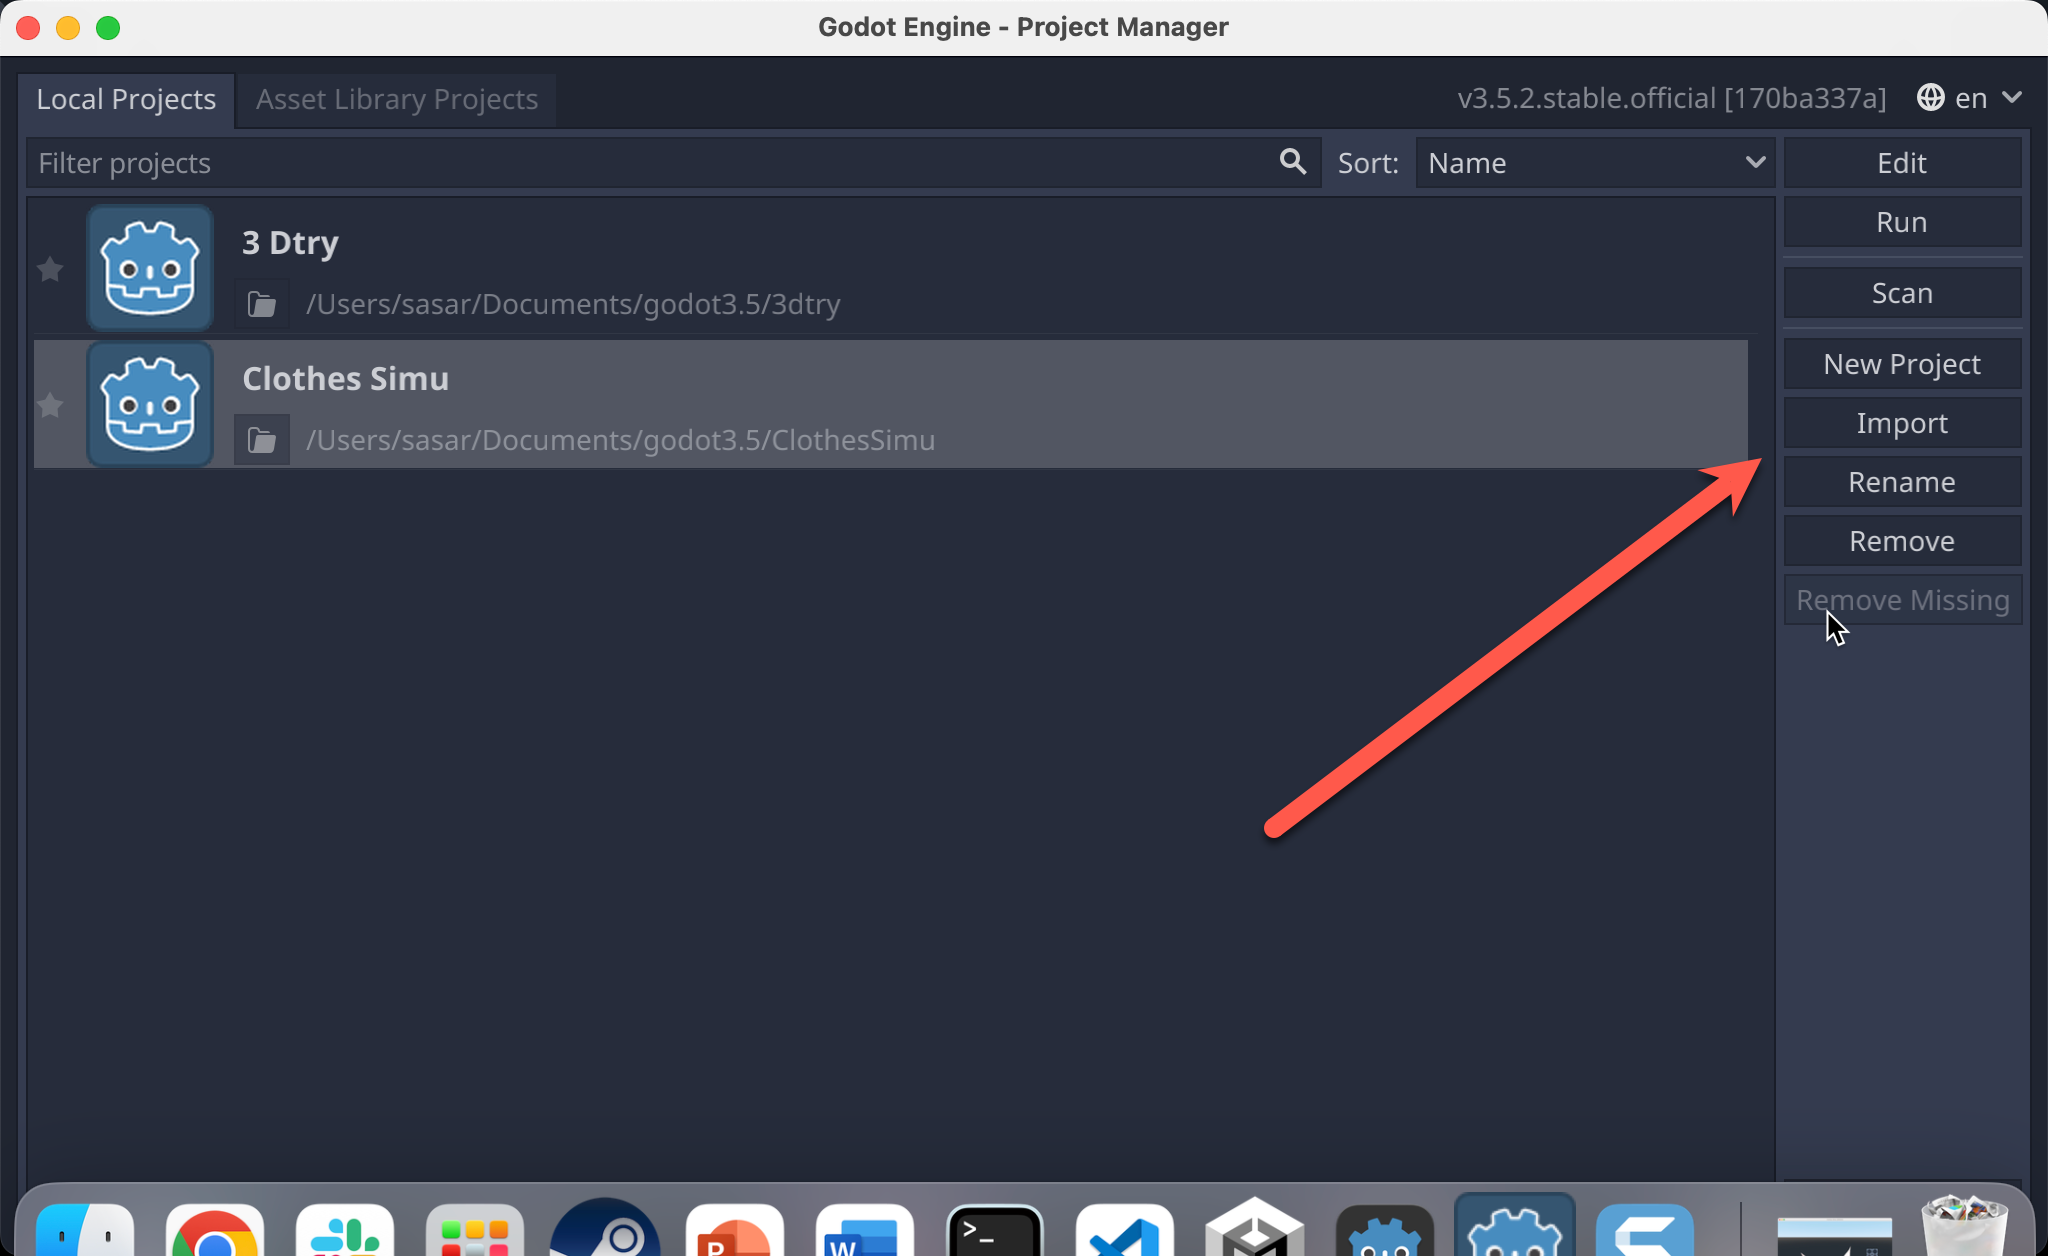 Godot Engine - Project Manager
Local Projects Asset Library Projects v3.5.2.stable.official [170ba337a] en
Filter projects Sort: Name Edit
Run
3 Dtry
/Users/sasar/Documents/godot3.5/3dtry
Scan
Clothes Simu
/Users/sasar/Documents/godot3.5/ClothesSimu
New Project
Import
Rename
Remove
Remove Missing
P W >_